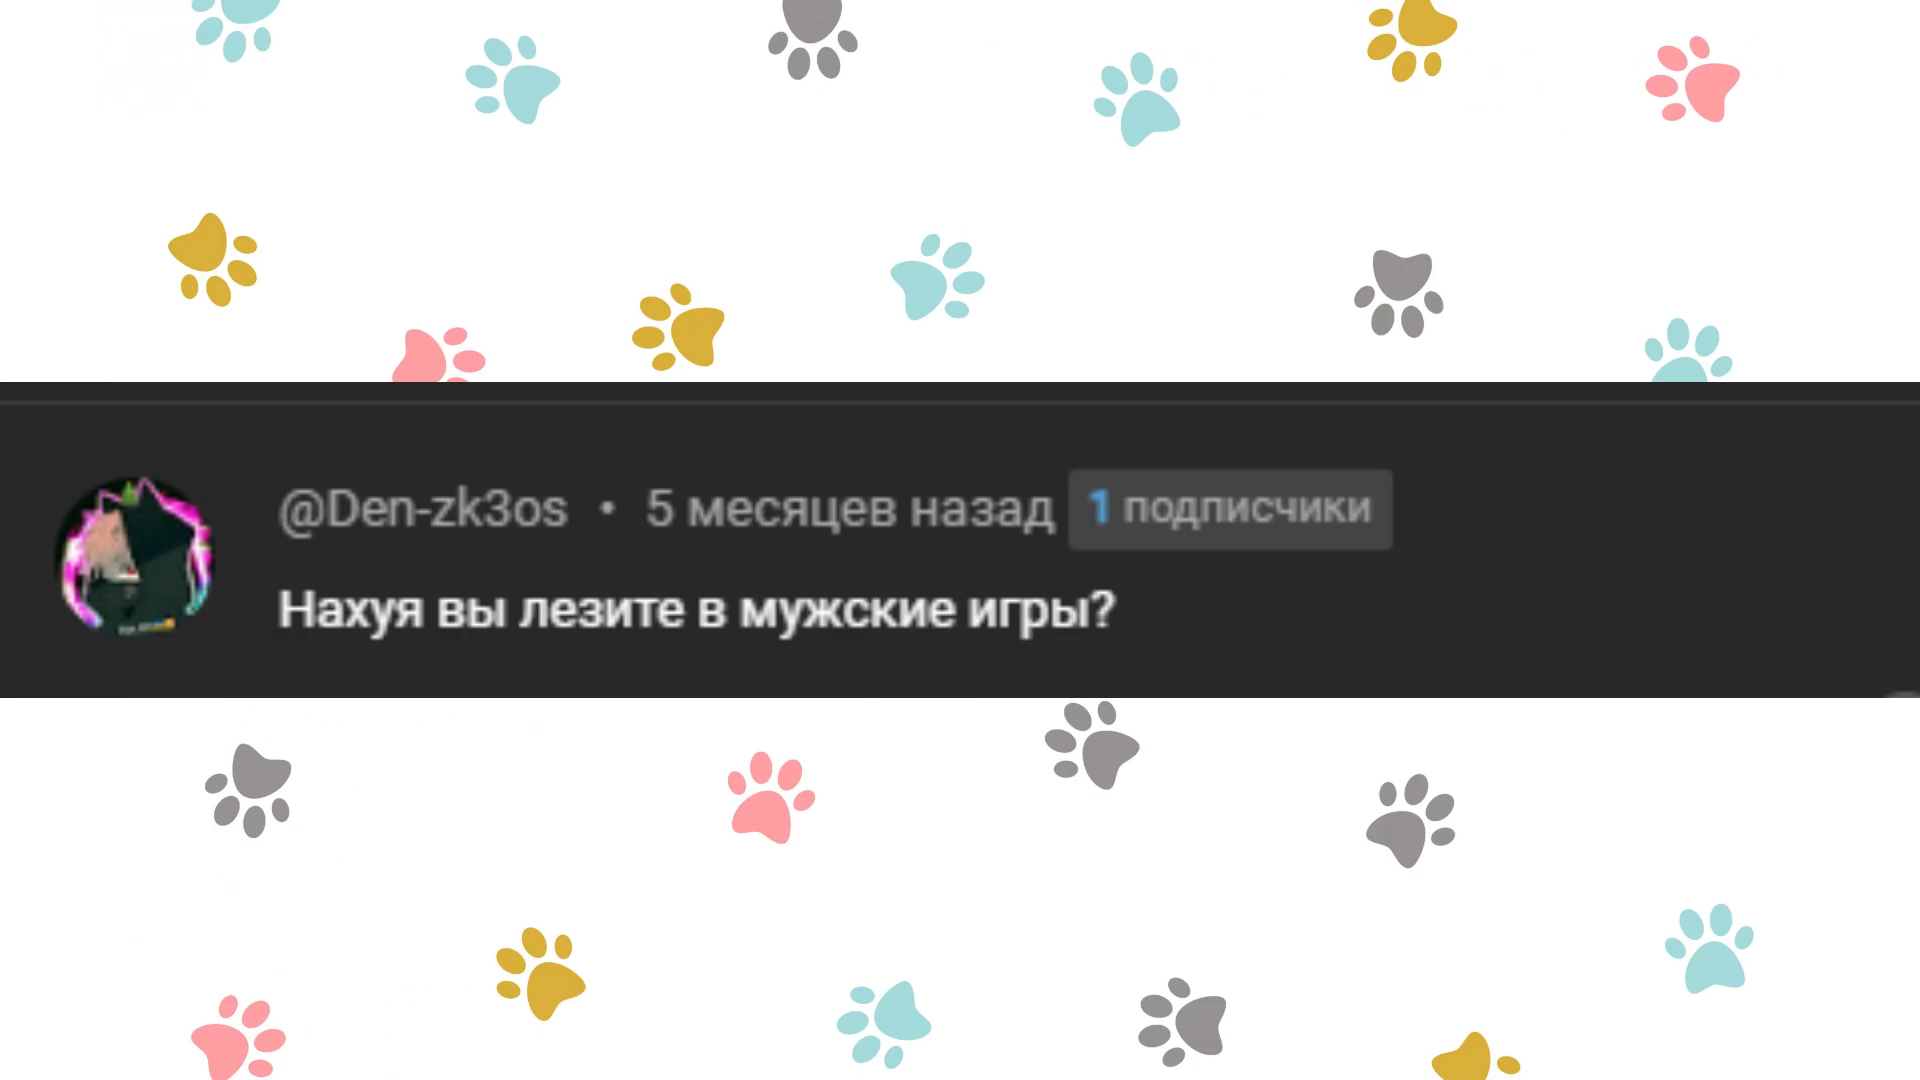 @Den-zk3os • 5 месяцев назад 1 подписчики
Нахуя вы лезите в мужские игры?